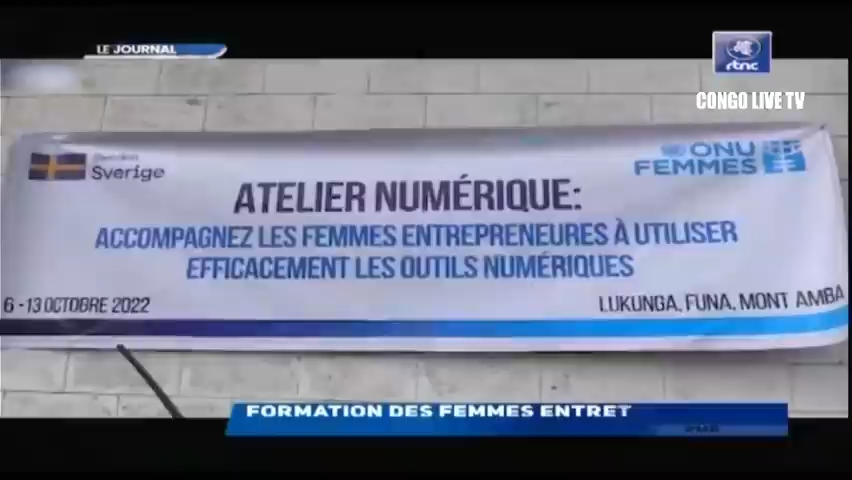 LE JOURNAL
rtnc
CONGO LIVE TV
Sverige
ONU
FEMMES
ATELIER NUMÉRIQUE:
ACCOMPAGNEZ LES FEMMES ENTREPRENEURES À UTILISER
EFFICACEMENT LES OUTILS NUMÉRIQUES
6 - 13 OCTOBRE 2022
LUKUNGA, FUNA, MONT AMBA
FORMATION DES FEMMES ENTRET